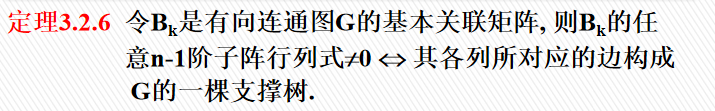 定理3.2.6 令Bk是有向连通图G的基本关联矩阵, 则Bk的任
意n-1阶子阵行列式≠0 ⇔ 其各列所对应的边构成
G的一棵支撑树.